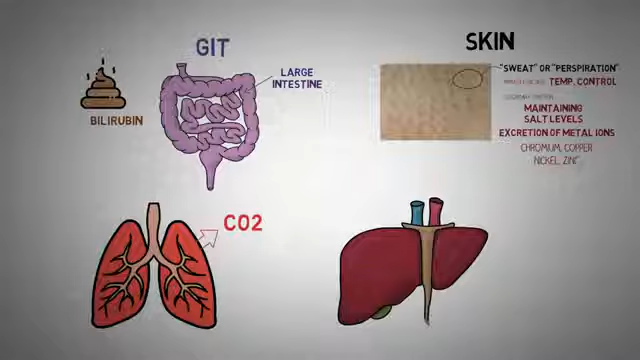 GIT
LARGE
INTESTINE
BILIRUBIN
SKIN
"SWEAT" OR "PERSPIRATION"
TEMP. CONTROL
MAINTAINING
SALT LEVELS
EXCRETION OF METAL IONS
CHROMIUM, COPPER
NICKEL, ZINC
CO2